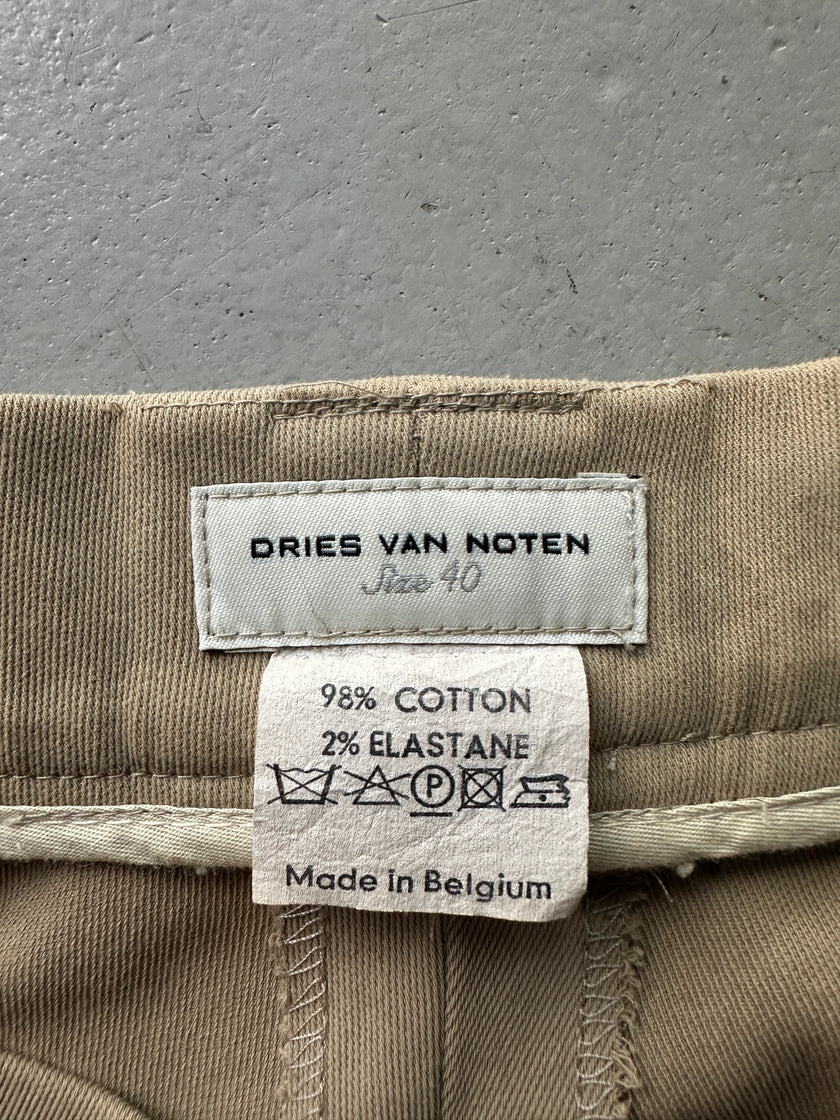 DRIES VAN NOTEN
Size 40
98% COTTON
2% ELASTANE
P
Made in Belgium